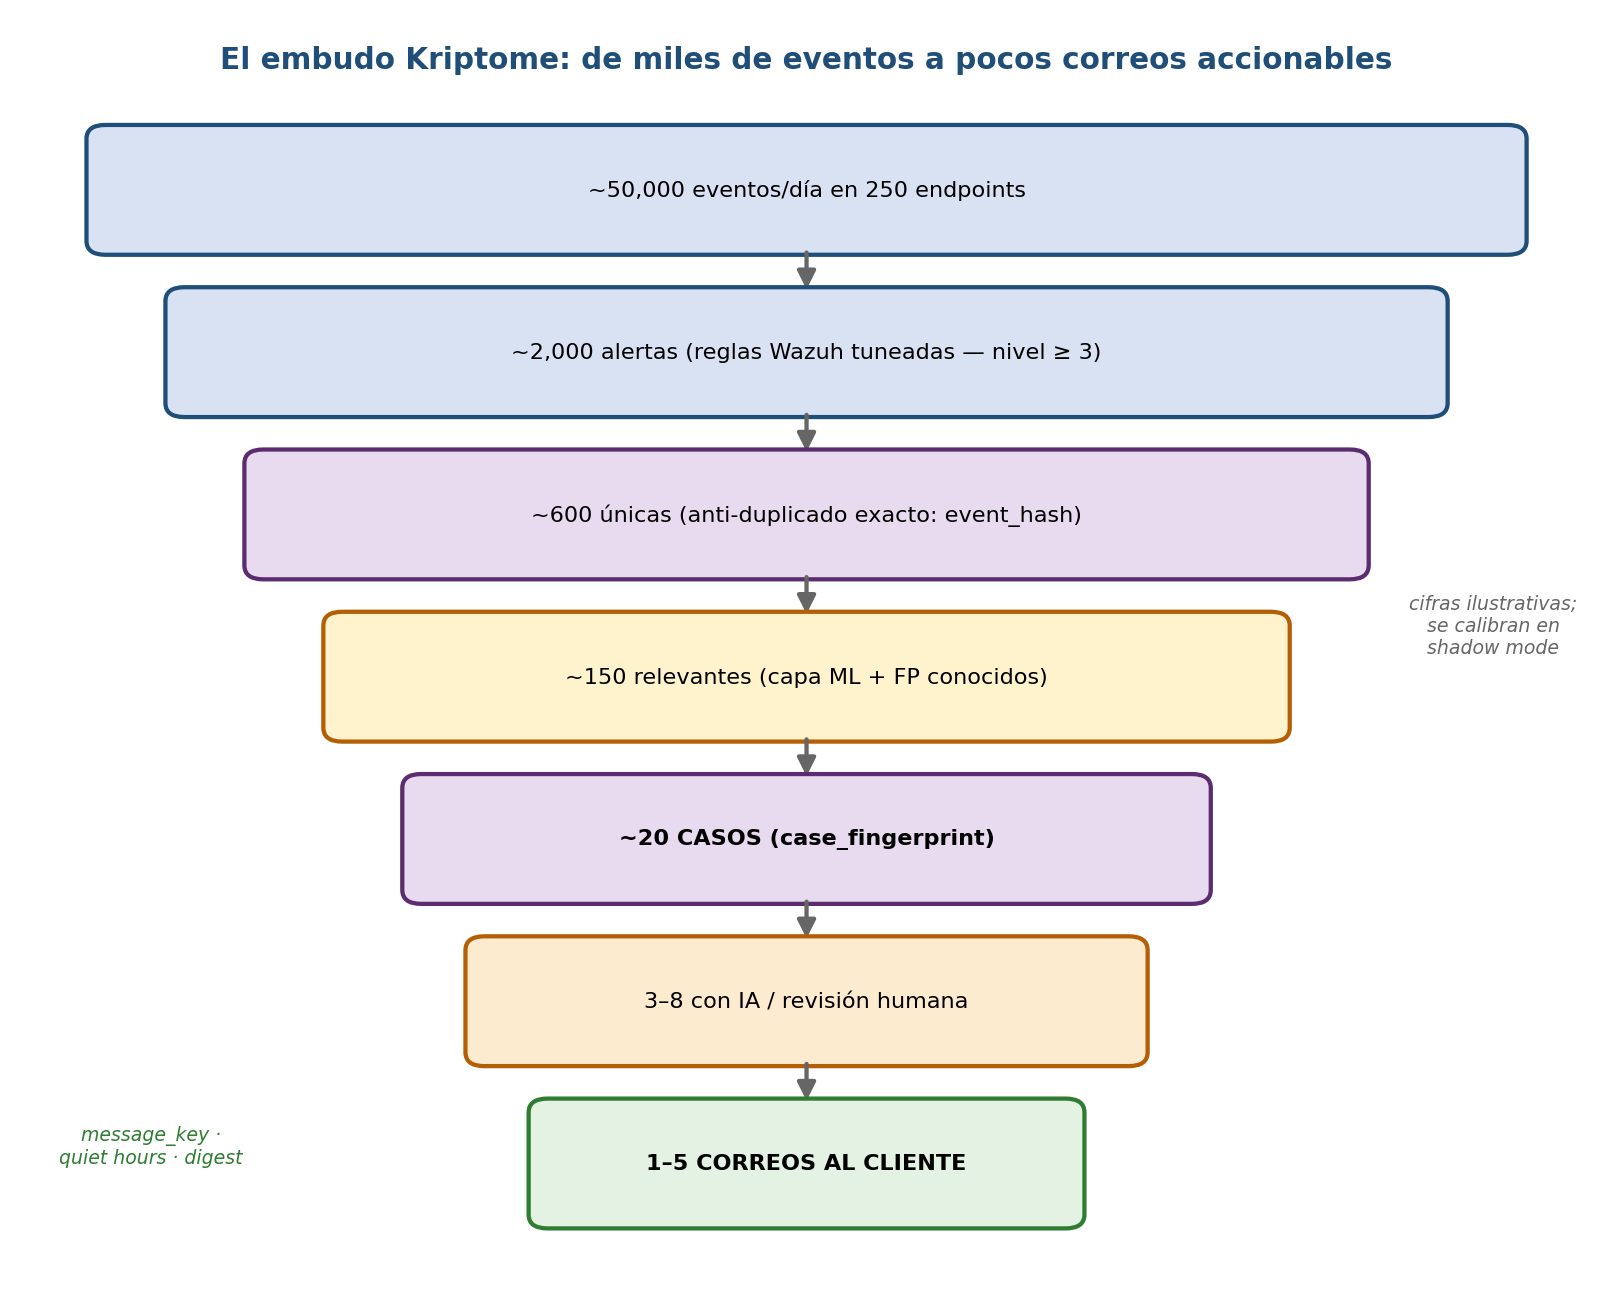 El embudo Kriptome: de miles de eventos a pocos correos accionables
~50,000 eventos/día en 250 endpoints
~2,000 alertas (reglas Wazuh tuneadas — nivel ≥ 3)
~600 únicas (anti-duplicado exacto: event_hash)
cifras ilustrativas;
se calibran en
shadow mode
~150 relevantes (capa ML + FP conocidos)
~20 CASOS (case_fingerprint)
3–8 con IA / revisión humana
message_key ·
quiet hours · digest
1–5 CORREOS AL CLIENTE